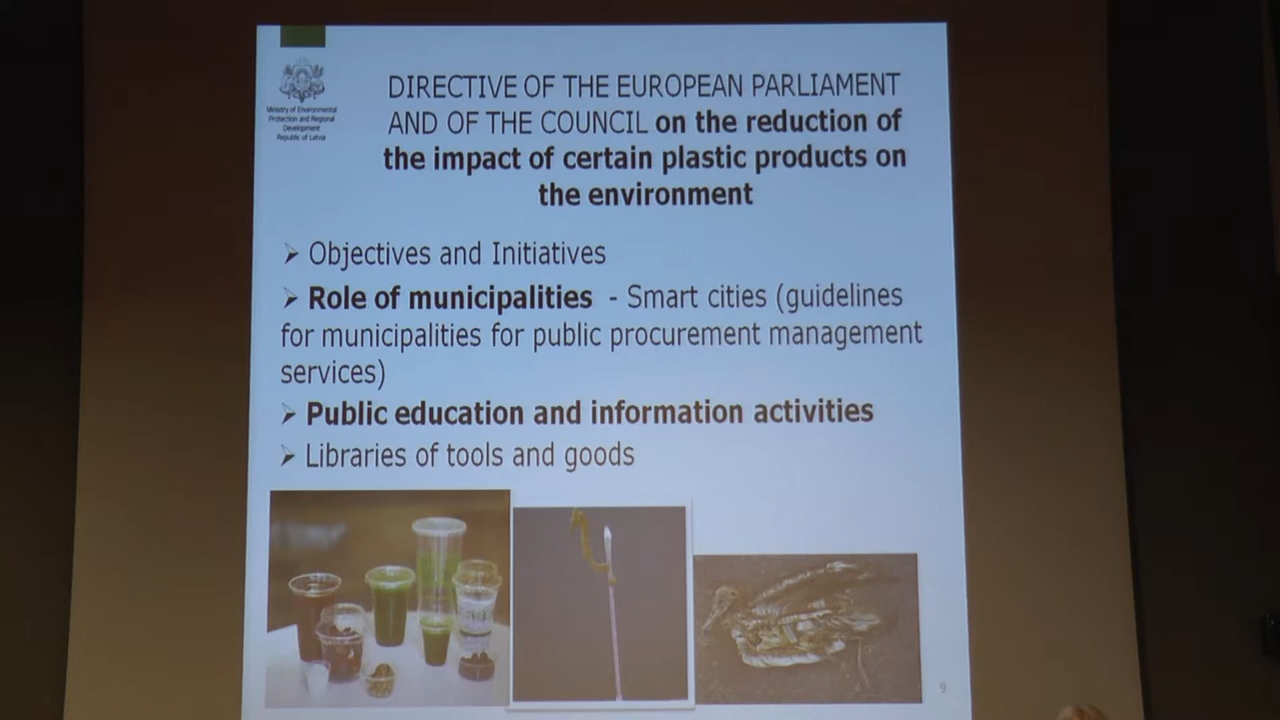 Ministry of Environmental
Protection and Regional
Development
Republic of Latvia
DIRECTIVE OF THE EUROPEAN PARLIAMENT
AND OF THE COUNCIL on the reduction of
the impact of certain plastic products on
the environment
➢ Objectives and Initiatives
➢ Role of municipalities - Smart cities (guidelines
for municipalities for public procurement management
services)
➢ Public education and information activities
➢ Libraries of tools and goods
9